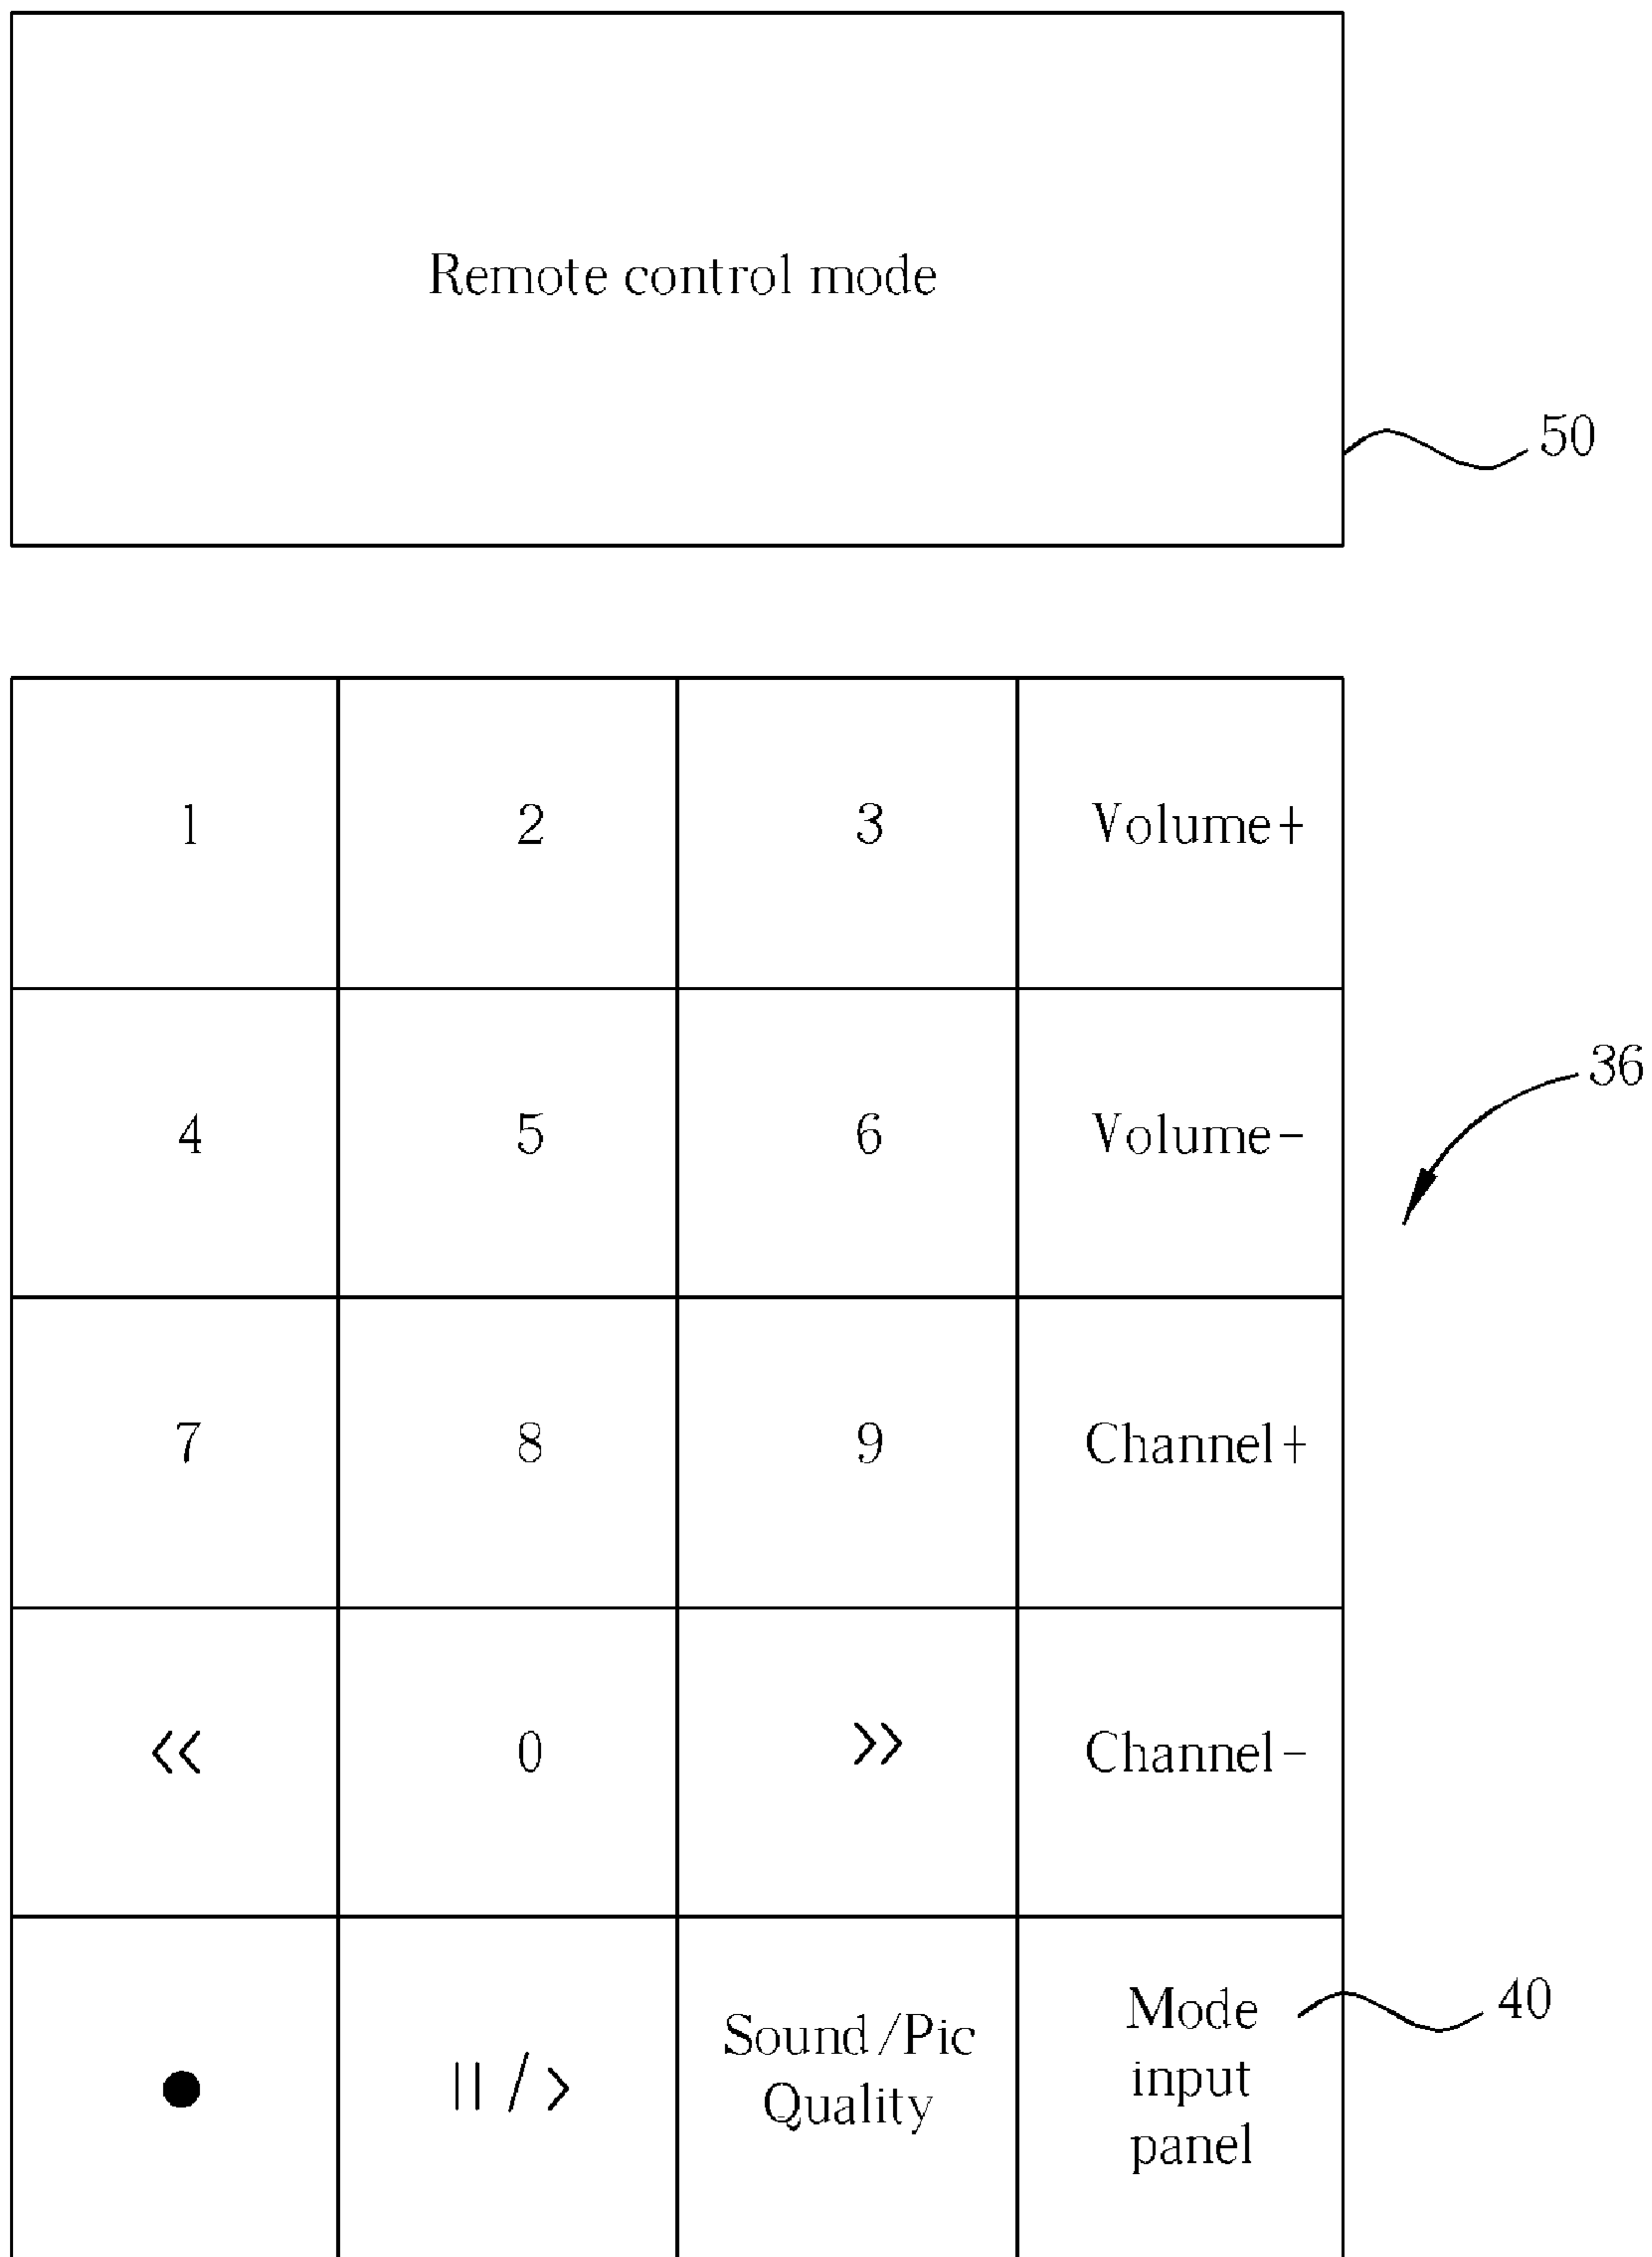 Remote control mode
50
1 2 3 Volume+
36
4 5 6 Volume-
7 8 9 Channel+
<< 0 >> Channel-
● ||/> Sound/Pic Quality Mode input panel
40